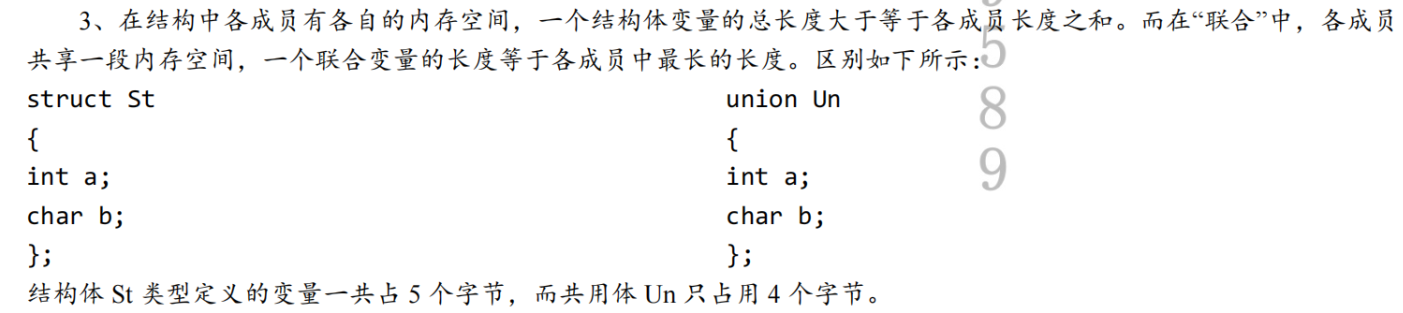 3、在结构中各成员有各自的内存空间，一个结构体变量的总长度大于等于各成员长度之和。而在“联合”中，各成员
共享一段内存空间，一个联合变量的长度等于各成员中最长的长度。区别如下所示：
struct St union Un
{ {
int a; int a;
char b; char b;
}; };
结构体 St 类型定义的变量一共占 5 个字节，而共用体 Un 只占用 4 个字节。
5
8
9